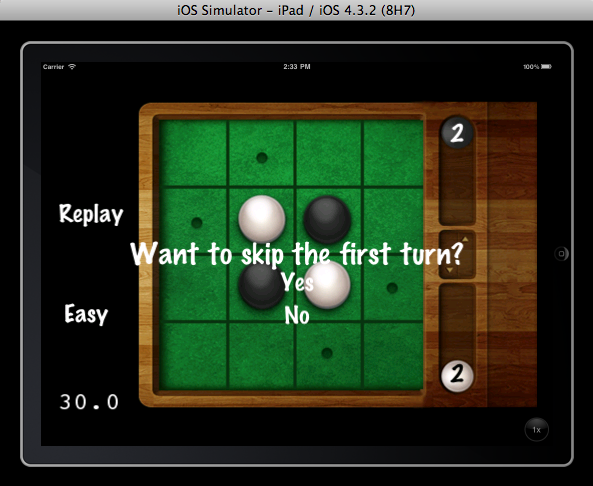 iOS Simulator - iPad / iOS 4.3.2 (8H7)
Carrier 2:33 PM 100%
2
Replay
Want to skip the first turn?
Yes
No
Easy
2
30.0
1x